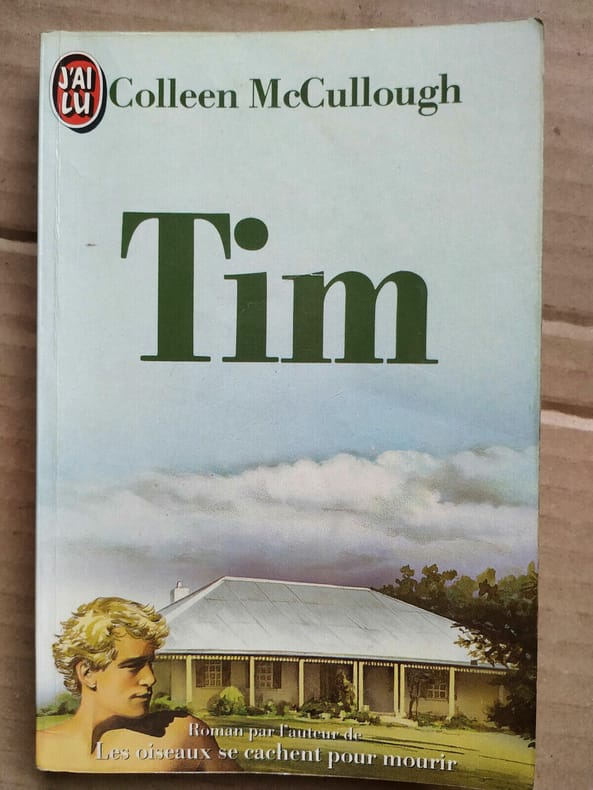 J'AI
LU
Colleen McCullough
Tim
Roman par l'auteur de
Les oiseaux se cachent pour mourir